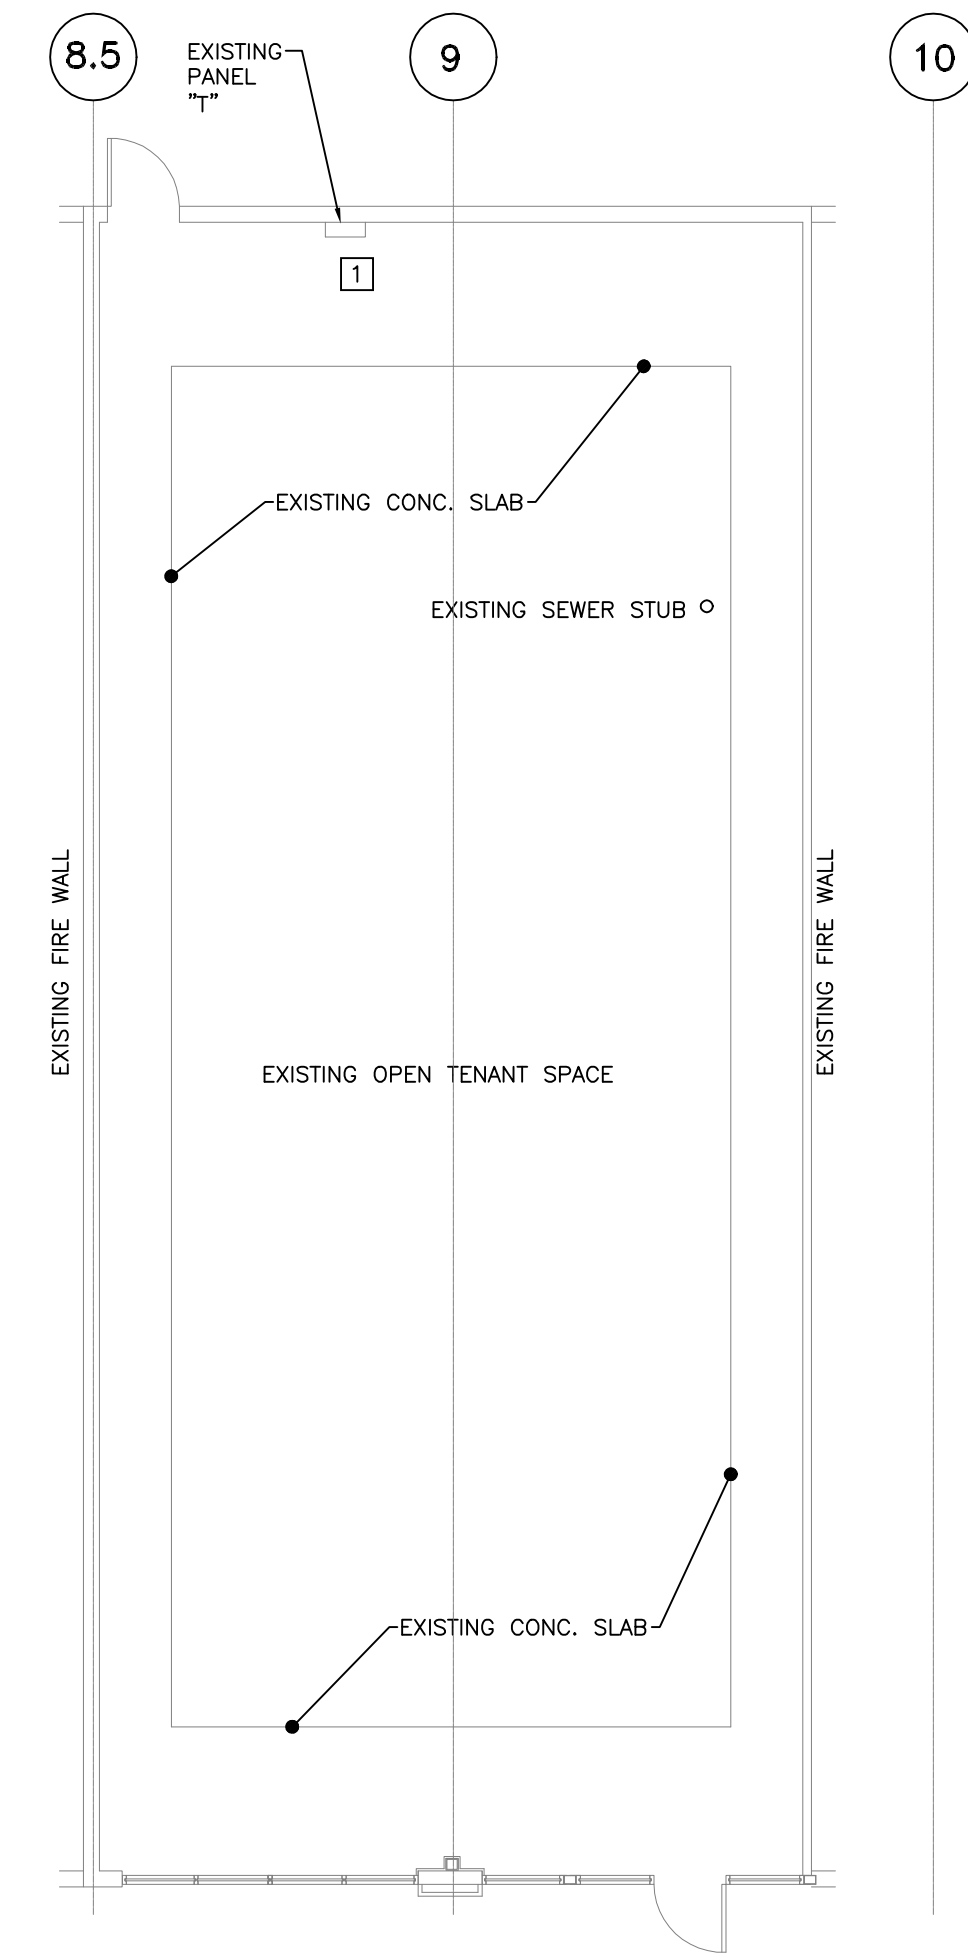 8.5
EXISTING
PANEL
"T"
9
10
1
EXISTING CONC. SLAB
EXISTING SEWER STUB
EXISTING FIRE WALL
EXISTING FIRE WALL
EXISTING OPEN TENANT SPACE
EXISTING CONC. SLAB